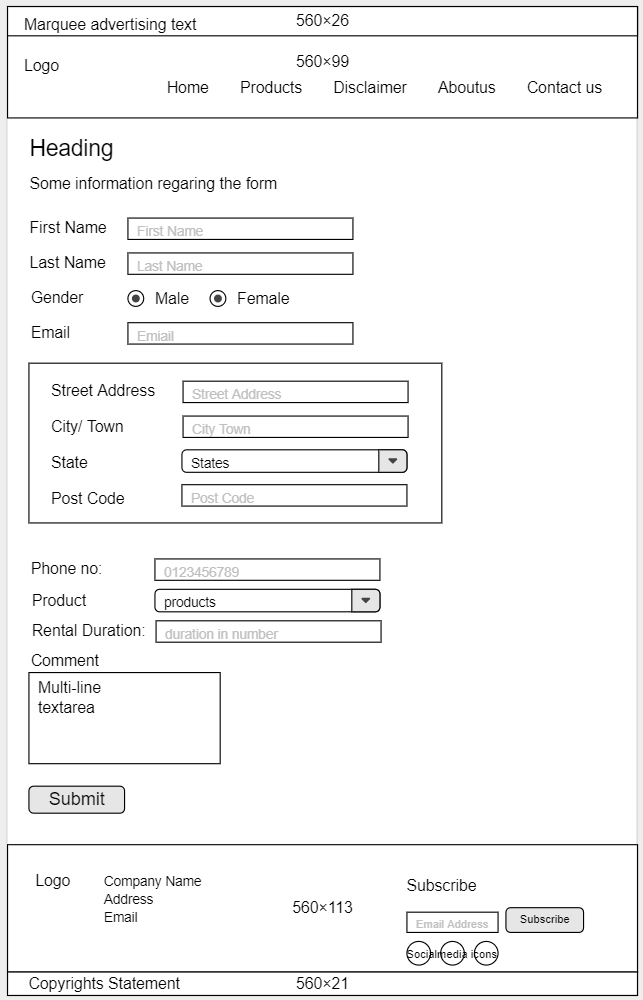 Marquee advertising text 560×26
Logo 560×99
Home Products Disclaimer Aboutus Contact us
Heading
Some information regaring the form
First Name First Name
Last Name Last Name
Gender Male Female
Email Emiail
Street Address Street Address
City/ Town City Town
State States
Post Code Post Code
Phone no: 0123456789
Product products
Rental Duration: duration in number
Comment
Multi-line
textarea
Submit
Logo
Company Name
Address
Email
560×113
Subscribe
Email Address Subscribe
Socialmedia icons
Copyrights Statement 560×21